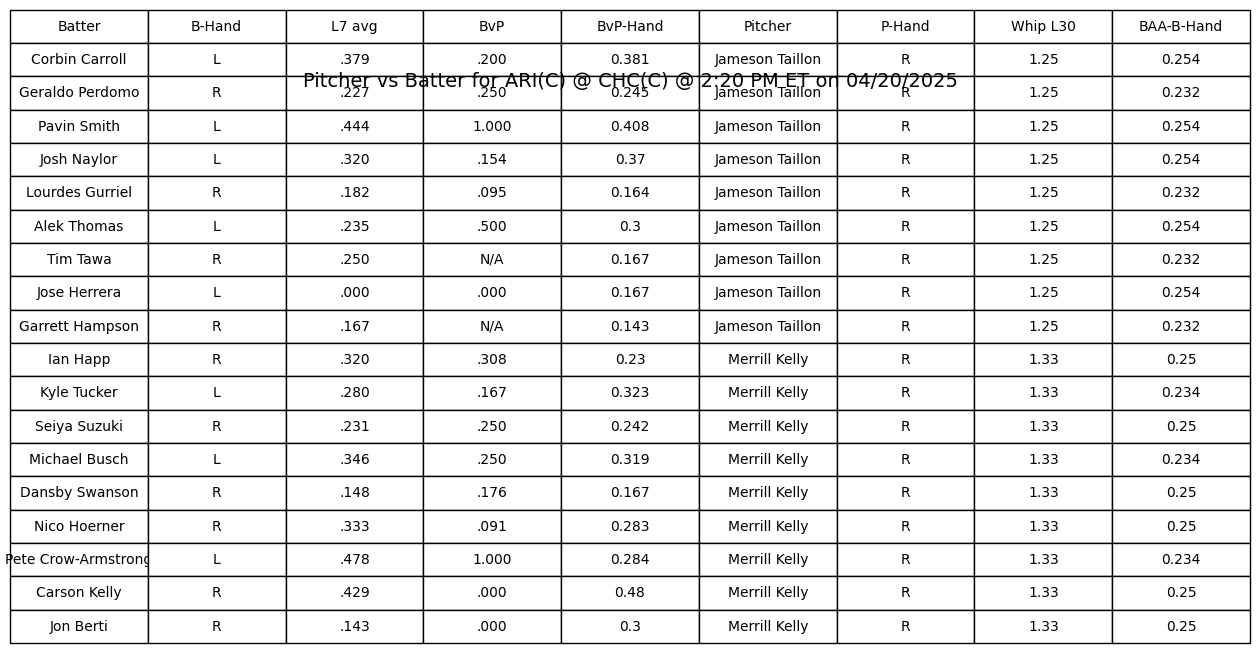 Batter B-Hand L7 avg BvP BvP-Hand Pitcher P-Hand Whip L30 BAA-B-Hand
Corbin Carroll L .379 .200 0.381 Jameson Taillon R 1.25 0.254
Pitcher vs Batter for ARI(C) @ CHC(C) @ 2:20 PM ET on 04/20/2025
Geraldo Perdomo R .227 .250 0.245 Jameson Taillon R 1.25 0.232
Pavin Smith L .444 1.000 0.408 Jameson Taillon R 1.25 0.254
Josh Naylor L .320 .154 0.37 Jameson Taillon R 1.25 0.254
Lourdes Gurriel R .182 .095 0.164 Jameson Taillon R 1.25 0.232
Alek Thomas L .235 .500 0.3 Jameson Taillon R 1.25 0.254
Tim Tawa R .250 N/A 0.167 Jameson Taillon R 1.25 0.232
Jose Herrera L .000 .000 0.167 Jameson Taillon R 1.25 0.254
Garrett Hampson R .167 N/A 0.143 Jameson Taillon R 1.25 0.232
Ian Happ R .320 .308 0.23 Merrill Kelly R 1.33 0.25
Kyle Tucker L .280 .167 0.323 Merrill Kelly R 1.33 0.234
Seiya Suzuki R .231 .250 0.242 Merrill Kelly R 1.33 0.25
Michael Busch L .346 .250 0.319 Merrill Kelly R 1.33 0.234
Dansby Swanson R .148 .176 0.167 Merrill Kelly R 1.33 0.25
Nico Hoerner R .333 .091 0.283 Merrill Kelly R 1.33 0.25
Pete Crow-Armstrong L .478 1.000 0.284 Merrill Kelly R 1.33 0.234
Carson Kelly R .429 .000 0.48 Merrill Kelly R 1.33 0.25
Jon Berti R .143 .000 0.3 Merrill Kelly R 1.33 0.25